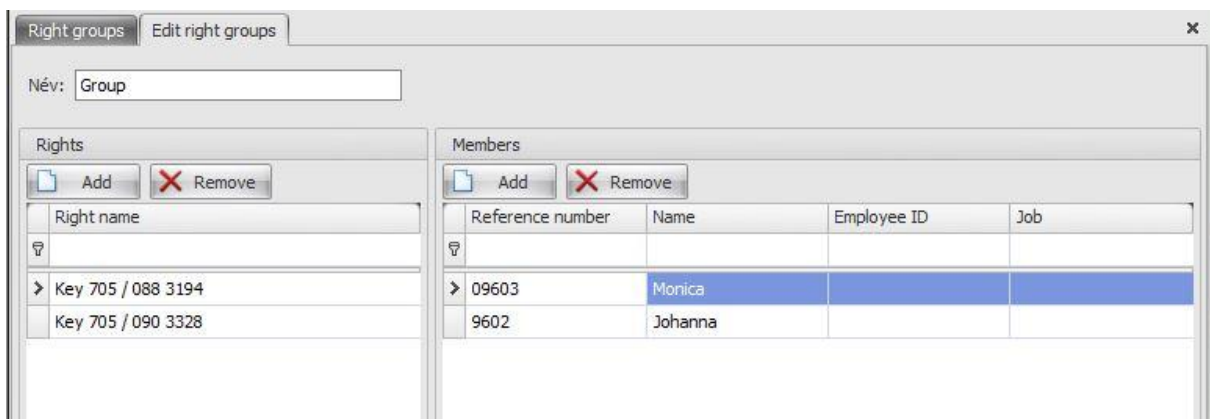 Right groups Edit right groups
Név: Group
Rights
Add Remove
Right name
Key 705 / 088 3194
Key 705 / 090 3328
Members
Add Remove
Reference number Name Employee ID Job
09603 Monica
9602 Johanna